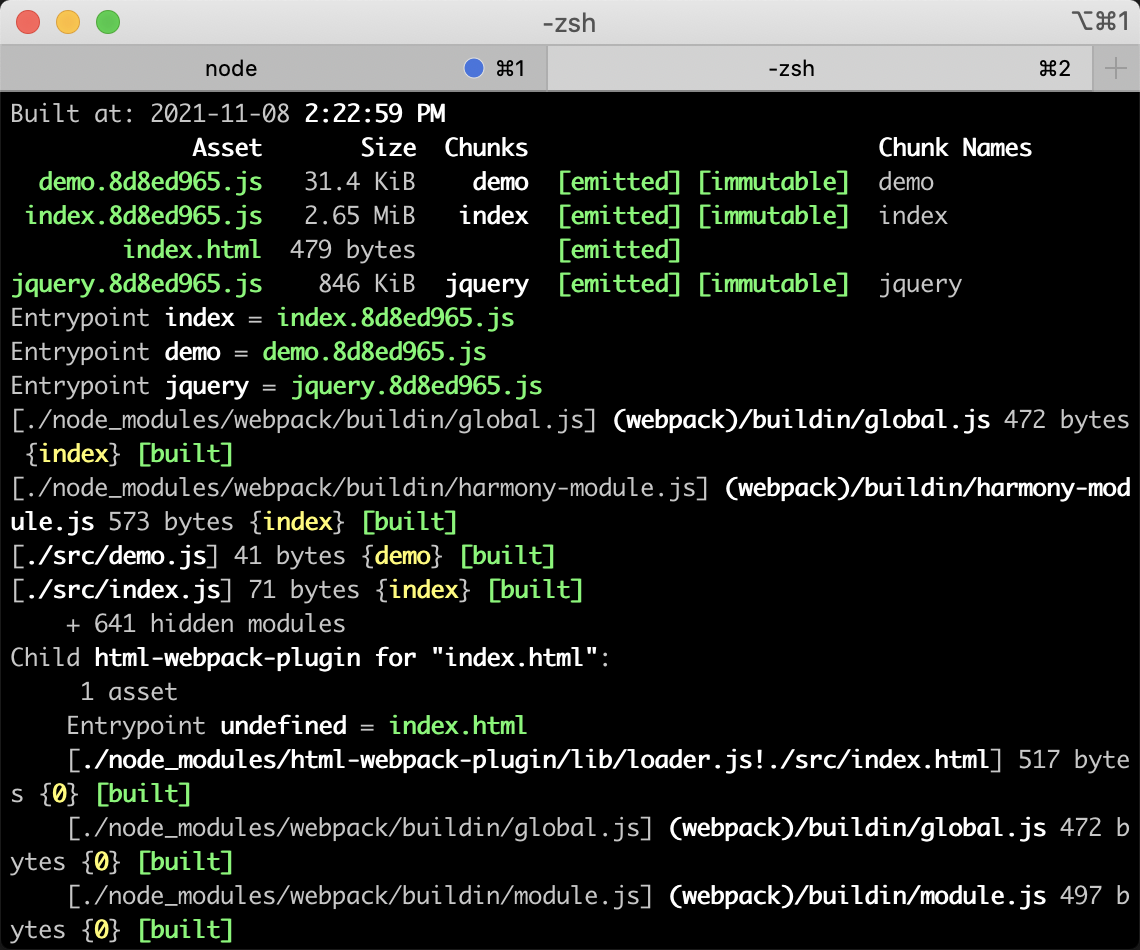 -zsh
⌥⌘1
node ⌘1
-zsh ⌘2
Built at: 2021-11-08 2:22:59 PM
Asset Size Chunks Chunk Names
demo.8d8ed965.js 31.4 KiB demo [emitted] [immutable] demo
index.8d8ed965.js 2.65 MiB index [emitted] [immutable] index
index.html 479 bytes [emitted]
jquery.8d8ed965.js 846 KiB jquery [emitted] [immutable] jquery
Entrypoint index = index.8d8ed965.js
Entrypoint demo = demo.8d8ed965.js
Entrypoint jquery = jquery.8d8ed965.js
[./node_modules/webpack/buildin/global.js] (webpack)/buildin/global.js 472 bytes
{index} [built]
[./node_modules/webpack/buildin/harmony-module.js] (webpack)/buildin/harmony-mod
ule.js 573 bytes {index} [built]
[./src/demo.js] 41 bytes {demo} [built]
[./src/index.js] 71 bytes {index} [built]
+ 641 hidden modules
Child html-webpack-plugin for "index.html":
1 asset
Entrypoint undefined = index.html
[./node_modules/html-webpack-plugin/lib/loader.js!./src/index.html] 517 byte
s {0} [built]
[./node_modules/webpack/buildin/global.js] (webpack)/buildin/global.js 472 b
ytes {0} [built]
[./node_modules/webpack/buildin/module.js] (webpack)/buildin/module.js 497 b
ytes {0} [built]